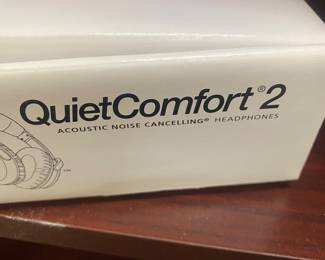 QuietComfort® 2
ACOUSTIC NOISE CANCELLING® HEADPHONES